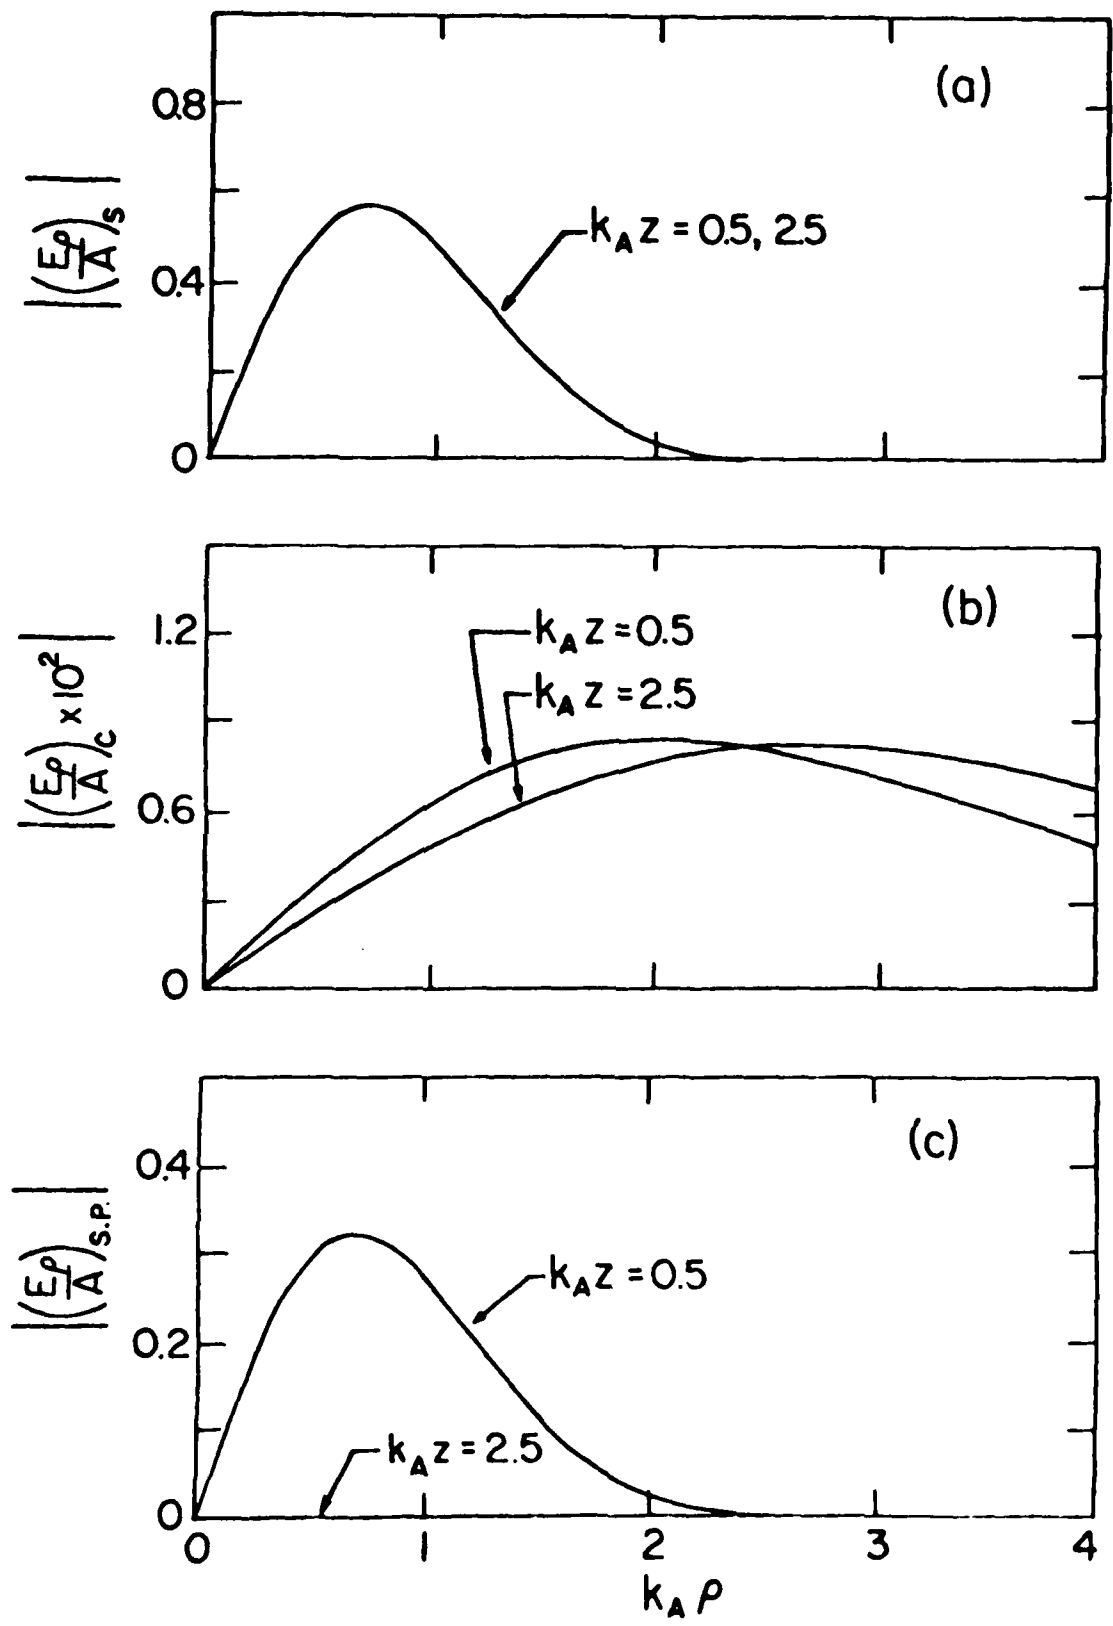 (a)
|(Eρ/A)s|
0.8
0.4
0
kA z = 0.5, 2.5
(b)
|(Eρ/A)c × 10²|
1.2
0.6
0
kA z = 0.5
kA z = 2.5
(c)
|(Eρ/A)S.P.|
0.4
0.2
0
kA z = 0.5
kA z = 2.5
0 1 2 3 4
kA ρ